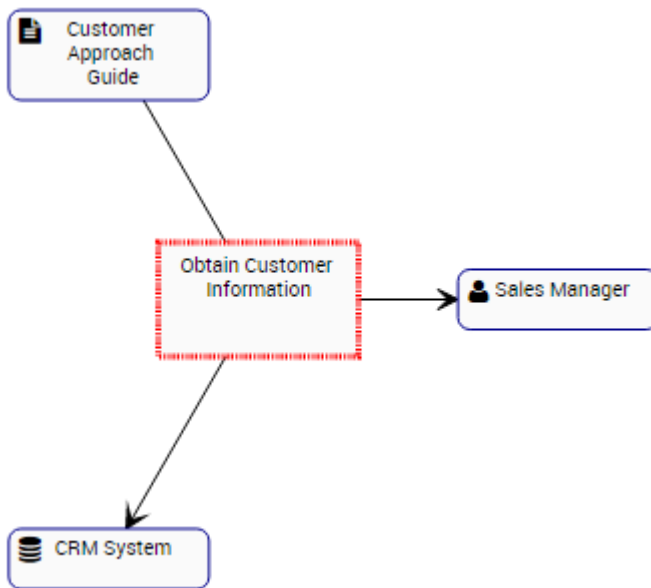 Customer
Approach
Guide
Obtain Customer
Information
Sales Manager
CRM System